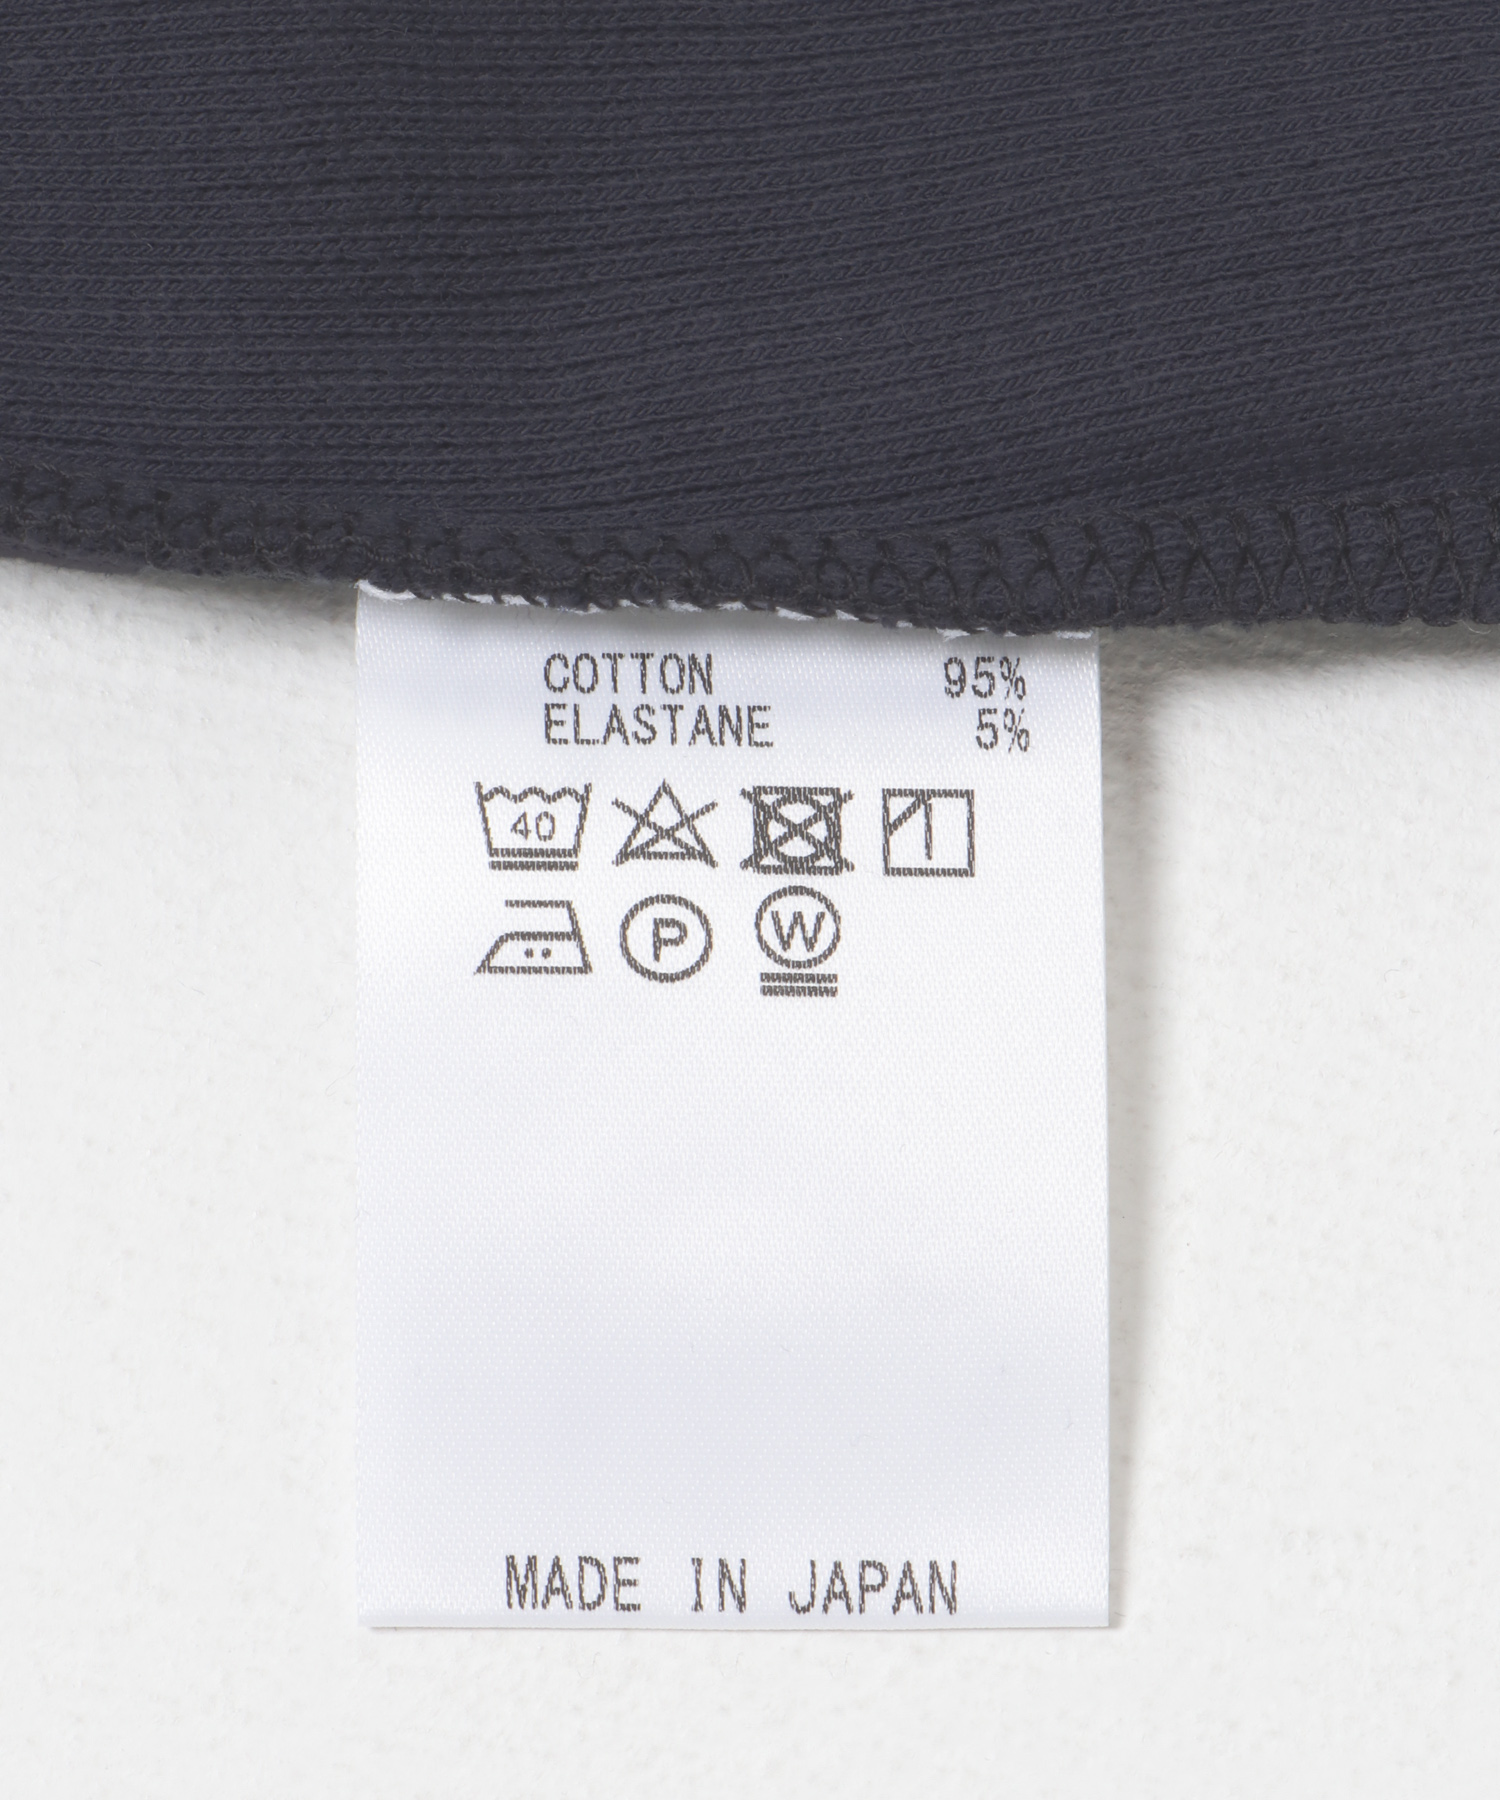 COTTON 95%
ELASTANE 5%
40
P W
MADE IN JAPAN